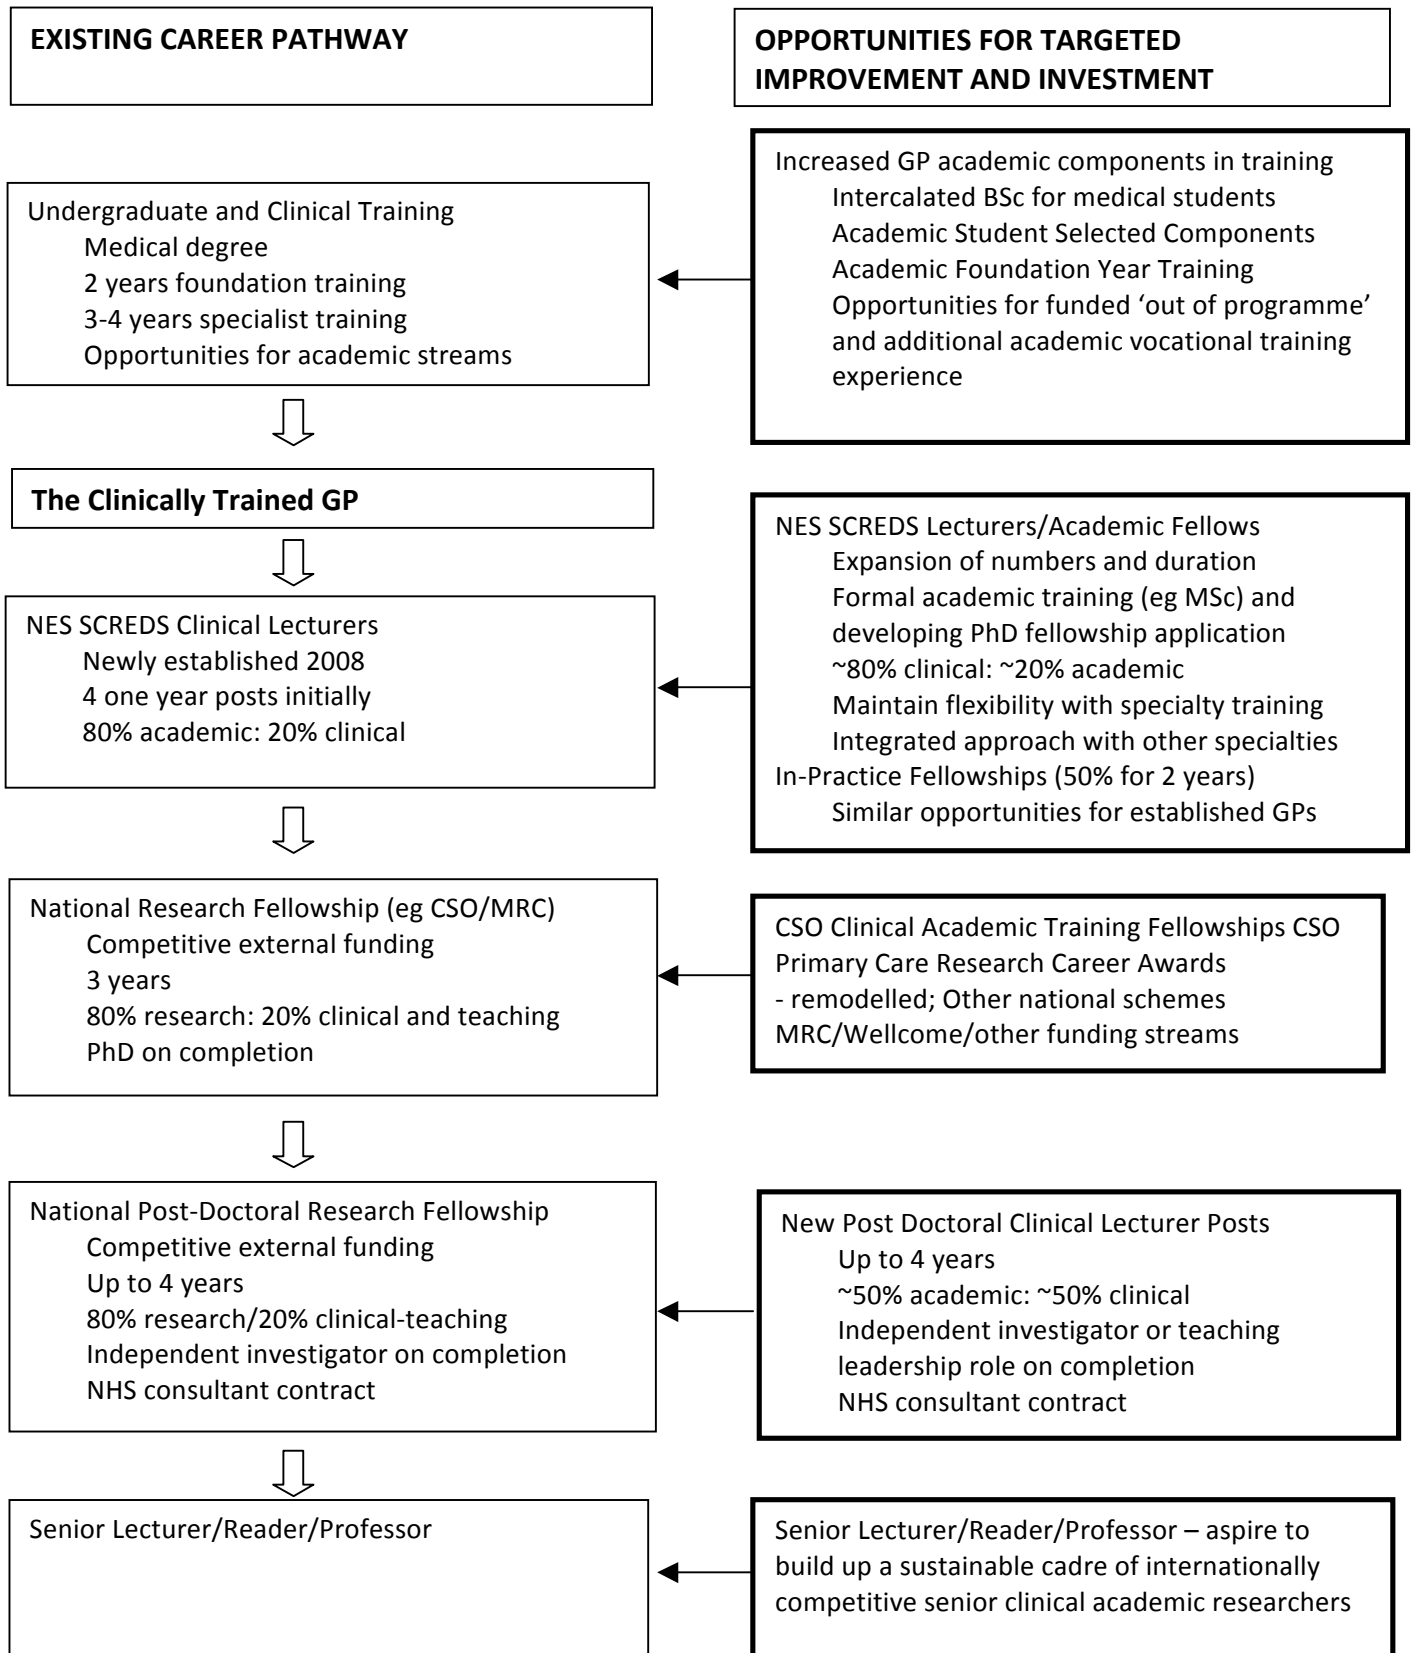 EXISTING CAREER PATHWAY
OPPORTUNITIES FOR TARGETED
IMPROVEMENT AND INVESTMENT
Undergraduate and Clinical Training
Medical degree
2 years foundation training
3-4 years specialist training
Opportunities for academic streams
Increased GP academic components in training
Intercalated BSc for medical students
Academic Student Selected Components
Academic Foundation Year Training
Opportunities for funded ‘out of programme’
and additional academic vocational training
experience
The Clinically Trained GP
NES SCREDS Clinical Lecturers
Newly established 2008
4 one year posts initially
80% academic: 20% clinical
NES SCREDS Lecturers/Academic Fellows
Expansion of numbers and duration
Formal academic training (eg MSc) and
developing PhD fellowship application
~80% clinical: ~20% academic
Maintain flexibility with specialty training
Integrated approach with other specialties
In-Practice Fellowships (50% for 2 years)
Similar opportunities for established GPs
National Research Fellowship (eg CSO/MRC)
Competitive external funding
3 years
80% research: 20% clinical and teaching
PhD on completion
CSO Clinical Academic Training Fellowships CSO
Primary Care Research Career Awards
- remodelled; Other national schemes
MRC/Wellcome/other funding streams
National Post-Doctoral Research Fellowship
Competitive external funding
Up to 4 years
80% research/20% clinical-teaching
Independent investigator on completion
NHS consultant contract
New Post Doctoral Clinical Lecturer Posts
Up to 4 years
~50% academic: ~50% clinical
Independent investigator or teaching
leadership role on completion
NHS consultant contract
Senior Lecturer/Reader/Professor
Senior Lecturer/Reader/Professor – aspire to
build up a sustainable cadre of internationally
competitive senior clinical academic researchers